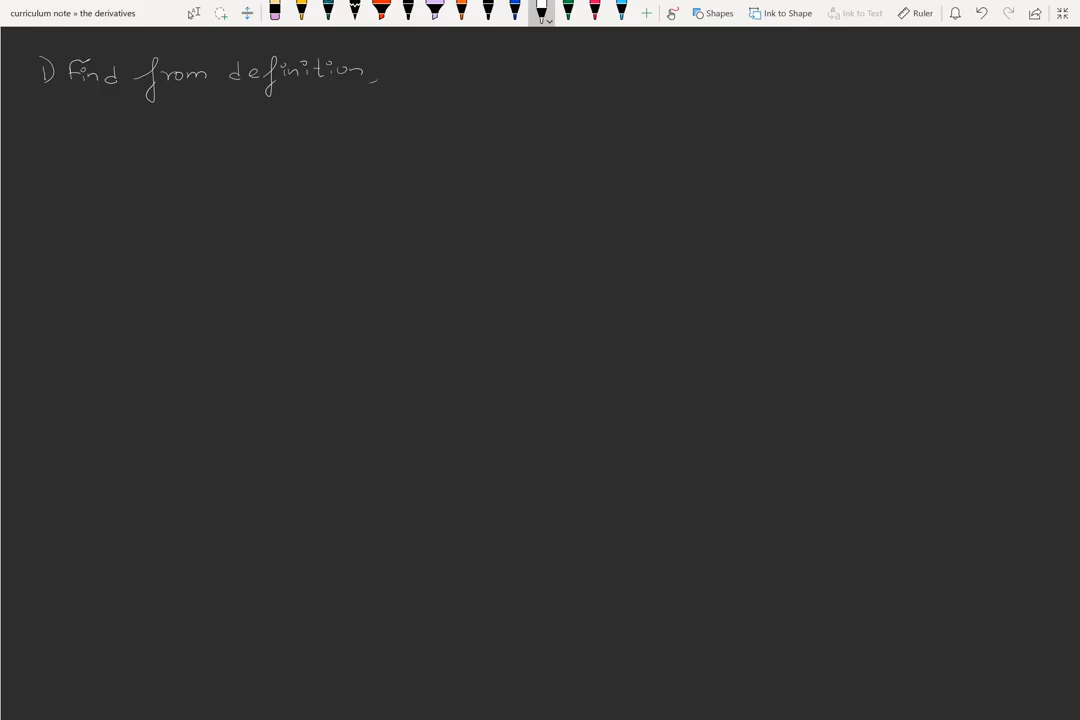 curriculum note » the derivatives
Shapes Ink to Shape Ink to Text Ruler
1) Find from definition,